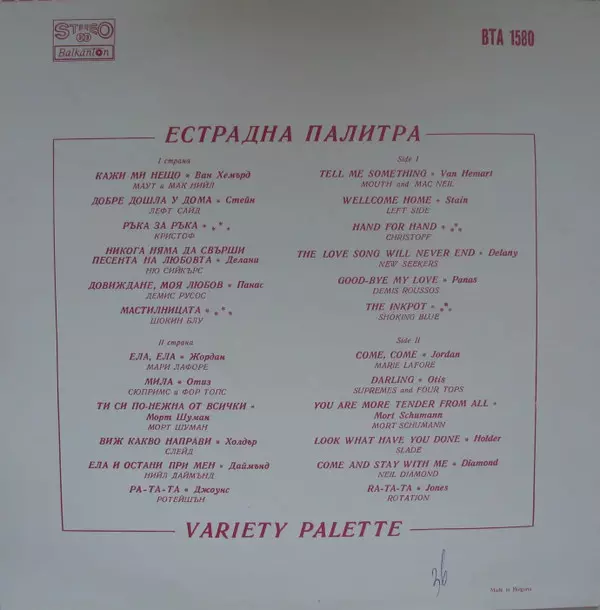 STEREO
Balkanton
ВТА 1580
ЕСТРАДНА ПАЛИТРА
I страна
КАЖИ МИ НЕЩО • Ван Хемърд
МАУТ и МАК НИЙЛ
ДОБРЕ ДОШЛА У ДОМА • Стейн
ЛЕФТ САЙД
РЪКА ЗА РЪКА • ***
КРИСТОФ
НИКОГА НЯМА ДА СВЪРШИ
ПЕСЕНТА НА ЛЮБОВТА • Делани
НЮ СИЙКЪРС
ДОВИЖДАНЕ, МОЯ ЛЮБОВ • Панас
ДЕМИС РУСОС
МАСТИЛНИЦАТА • ***
ШОКИН БЛУ
II страна
ЕЛА, ЕЛА • Жордан
МАРИ ЛАФОРЕ
МИЛА • Отиз
СЮПРИМС и ФОР ТОПС
ТИ СИ ПО-НЕЖНА ОТ ВСИЧКИ •
Морт Шуман
МОРТ ШУМАН
ВИЖ КАКВО НАПРАВИ • Холдър
СЛЕЙД
ЕЛА И ОСТАНИ ПРИ МЕН • Даймънд
НИЙЛ ДАЙМЪНД
РА-ТА-ТА • Джоунс
РОТЕЙШЪН
Side I
TELL ME SOMETHING • Van Hemart
MOUTH and MAC NEIL
WELLCOME HOME • Stain
LEFT SIDE
HAND FOR HAND • ***
CHRISTOFF
THE LOVE SONG WILL NEVER END • Delany
NEW SEEKERS
GOOD-BYE MY LOVE • Panas
DEMIS ROUSSOS
THE INKPOT • ***
SHOKING BLUE
Side II
COME, COME • Jordan
MARIE LAFORE
DARLING • Otis
SUPREMES and FOUR TOPS
YOU ARE MORE TENDER FROM ALL •
Mort Schumann
MORT SCHUMANN
LOOK WHAT HAVE YOU DONE • Holder
SLADE
COME AND STAY WITH ME • Diamond
NEIL DIAMOND
RA-TA-TA • Jones
ROTATION
VARIETY PALETTE
36
Made in Bulgaria